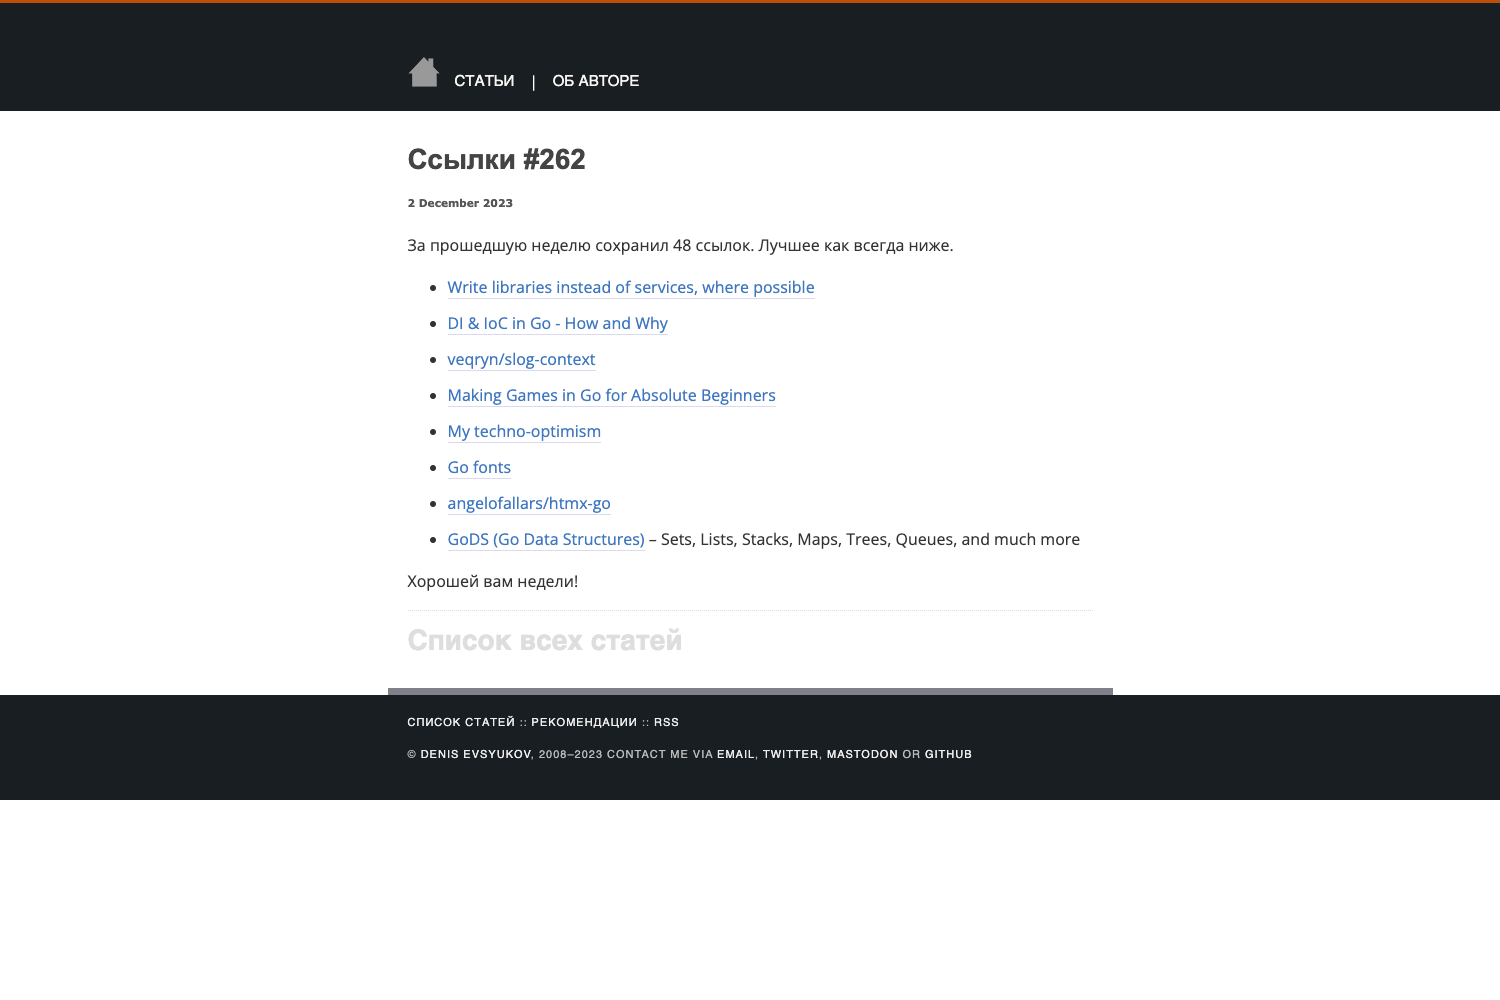 СТАТЬИ | ОБ АВТОРЕ
Ссылки #262
2 December 2023
За прошедшую неделю сохранил 48 ссылок. Лучшее как всегда ниже.
Write libraries instead of services, where possible
DI & IoC in Go - How and Why
veqryn/slog-context
Making Games in Go for Absolute Beginners
My techno-optimism
Go fonts
angelofallars/htmx-go
GoDS (Go Data Structures) – Sets, Lists, Stacks, Maps, Trees, Queues, and much more
Хорошей вам недели!
Список всех статей
СПИСОК СТАТЕЙ :: РЕКОМЕНДАЦИИ :: RSS
© DENIS EVSYUKOV, 2008–2023 CONTACT ME VIA EMAIL, TWITTER, MASTODON OR GITHUB